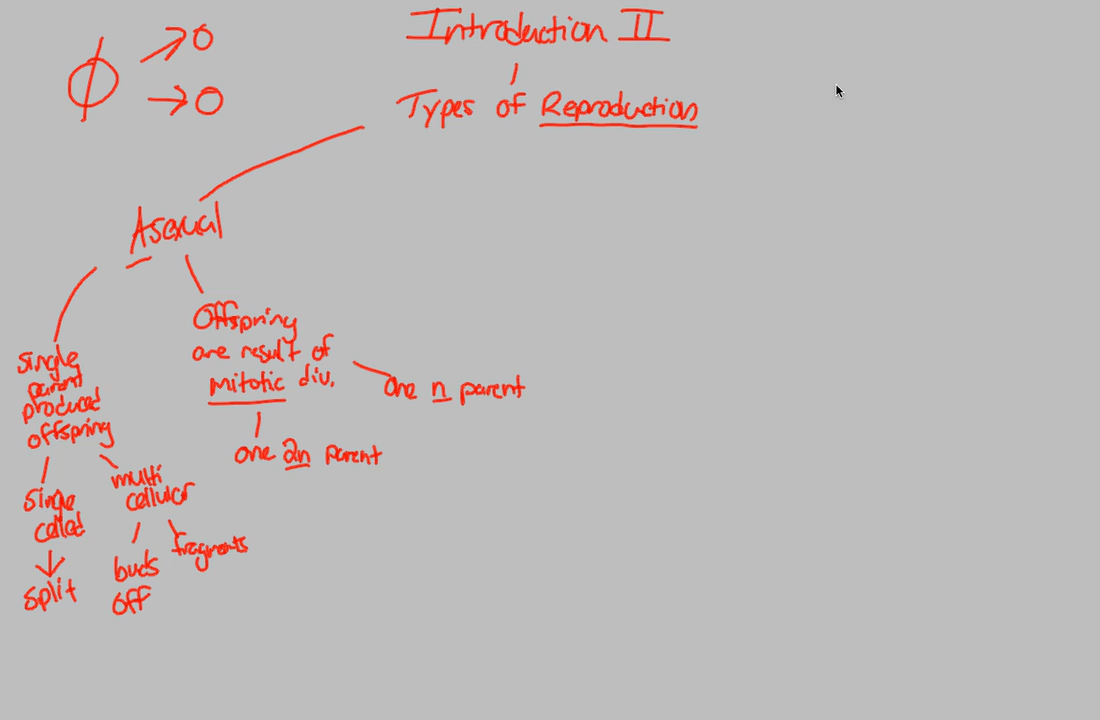 Introduction II
Types of Reproduction
Asexual
Single
parent
produced
offspring
Offspring
are result of
mitotic div.
one n parent
one 2n parent
Single
celled
split
multi
cellular
buds
off
fragments